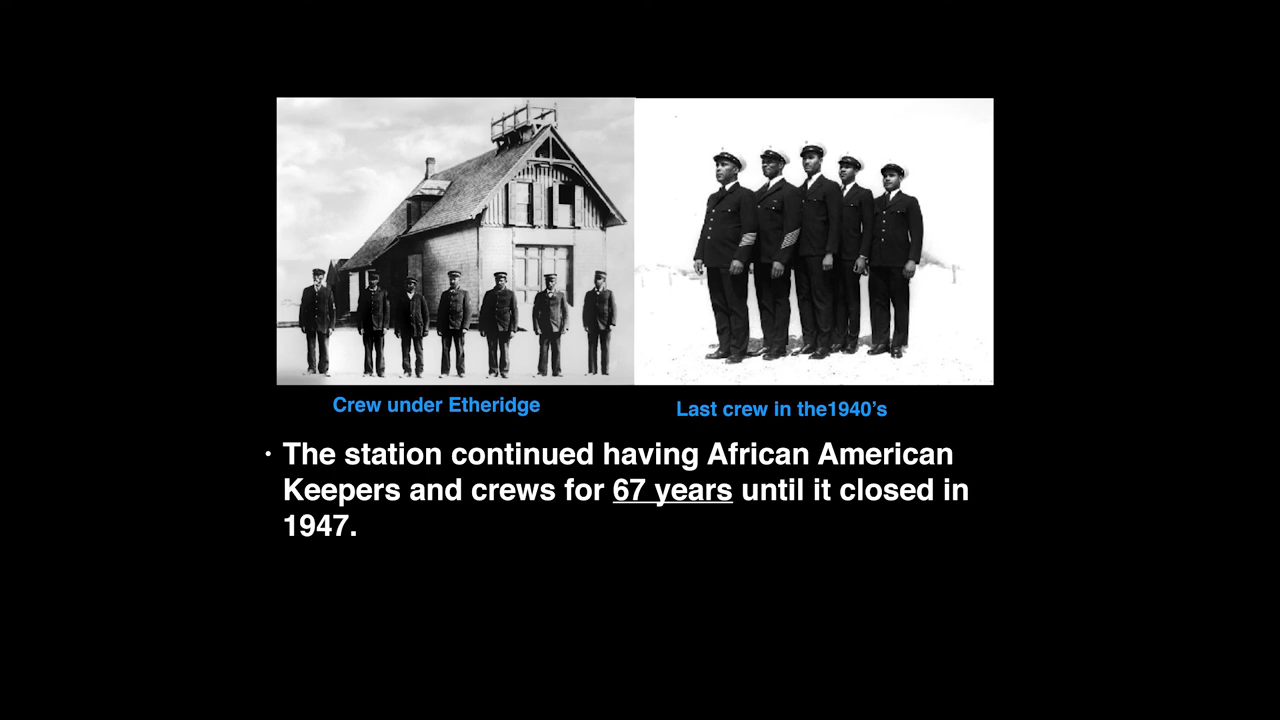 Crew under Etheridge
Last crew in the1940’s
· The station continued having African American
Keepers and crews for 67 years until it closed in
1947.